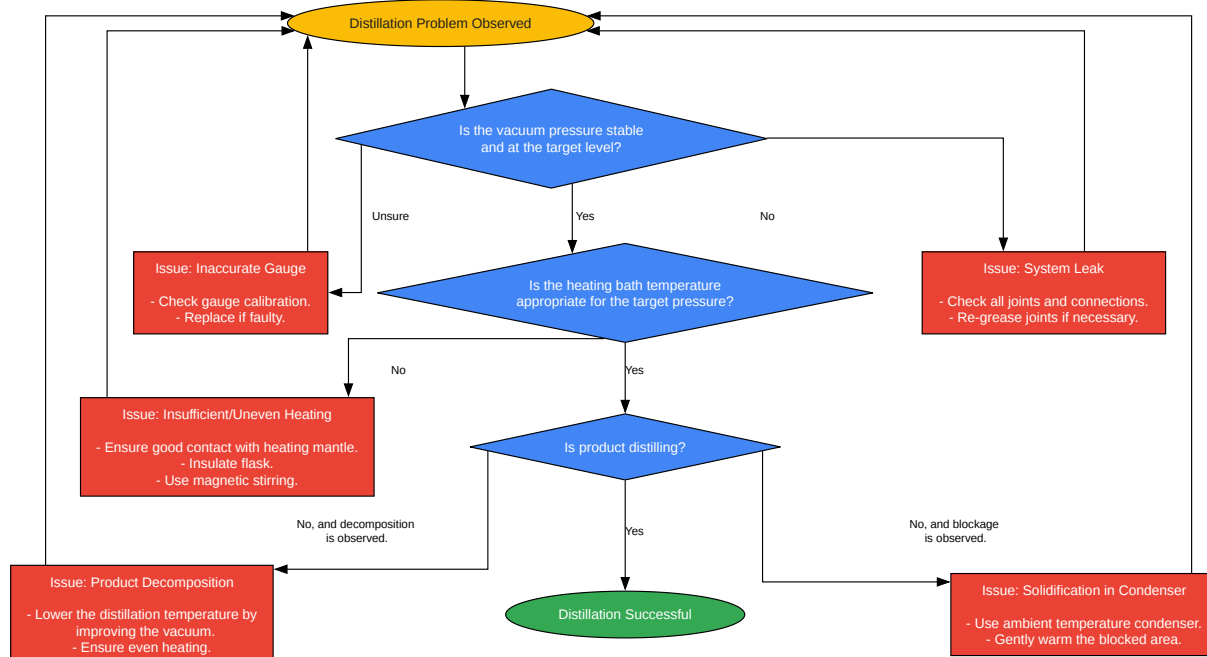 Distillation Problem Observed
Is the vacuum pressure stable
and at the target level?
Unsure
Yes
No
Issue: Inaccurate Gauge
- Check gauge calibration.
- Replace if faulty.
Is the heating bath temperature
appropriate for the target pressure?
Issue: System Leak
- Check all joints and connections.
- Re-grease joints if necessary.
No
Yes
Issue: Insufficient/Uneven Heating
- Ensure good contact with heating mantle.
- Insulate flask.
- Use magnetic stirring.
Is product distilling?
No, and decomposition
is observed.
Yes
No, and blockage
is observed.
Issue: Product Decomposition
- Lower the distillation temperature by
improving the vacuum.
- Ensure even heating.
Distillation Successful
Issue: Solidification in Condenser
- Use ambient temperature condenser.
- Gently warm the blocked area.